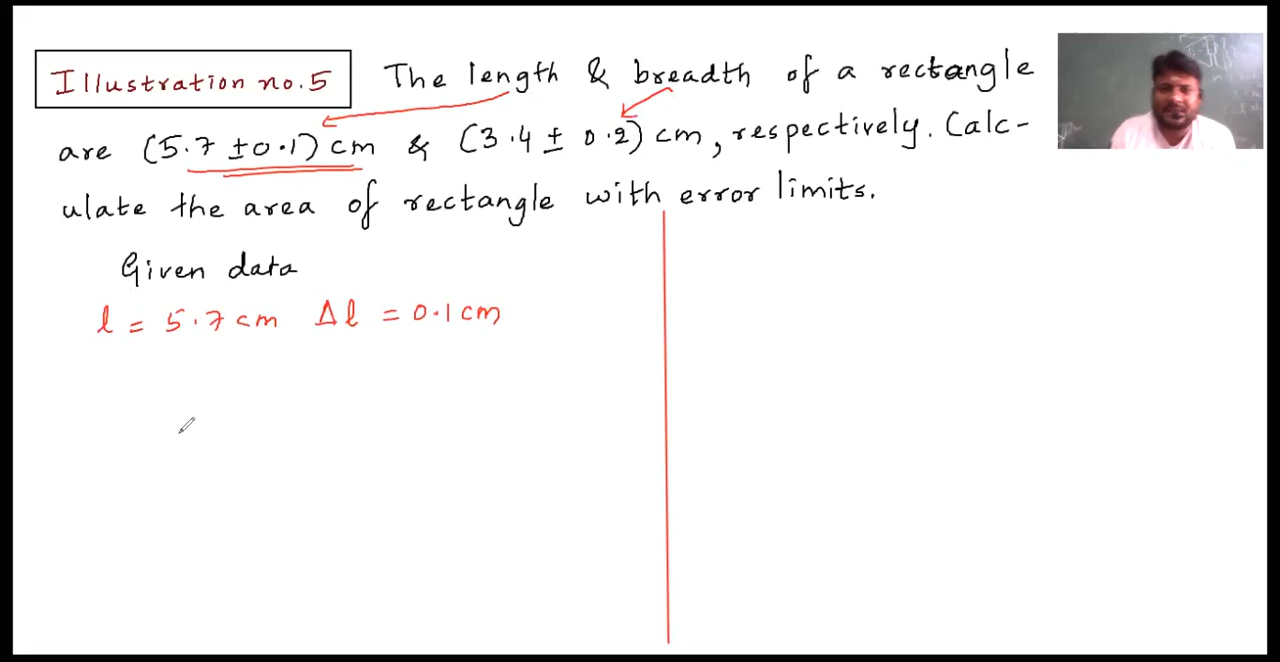 Illustration no.5 The length & breadth of a rectangle
are (5.7 ±0.1) cm & (3.4 ± 0.2) cm, respectively. Calc-
ulate the area of rectangle with error limits.
Given data
l = 5.7 cm Δl = 0.1 cm